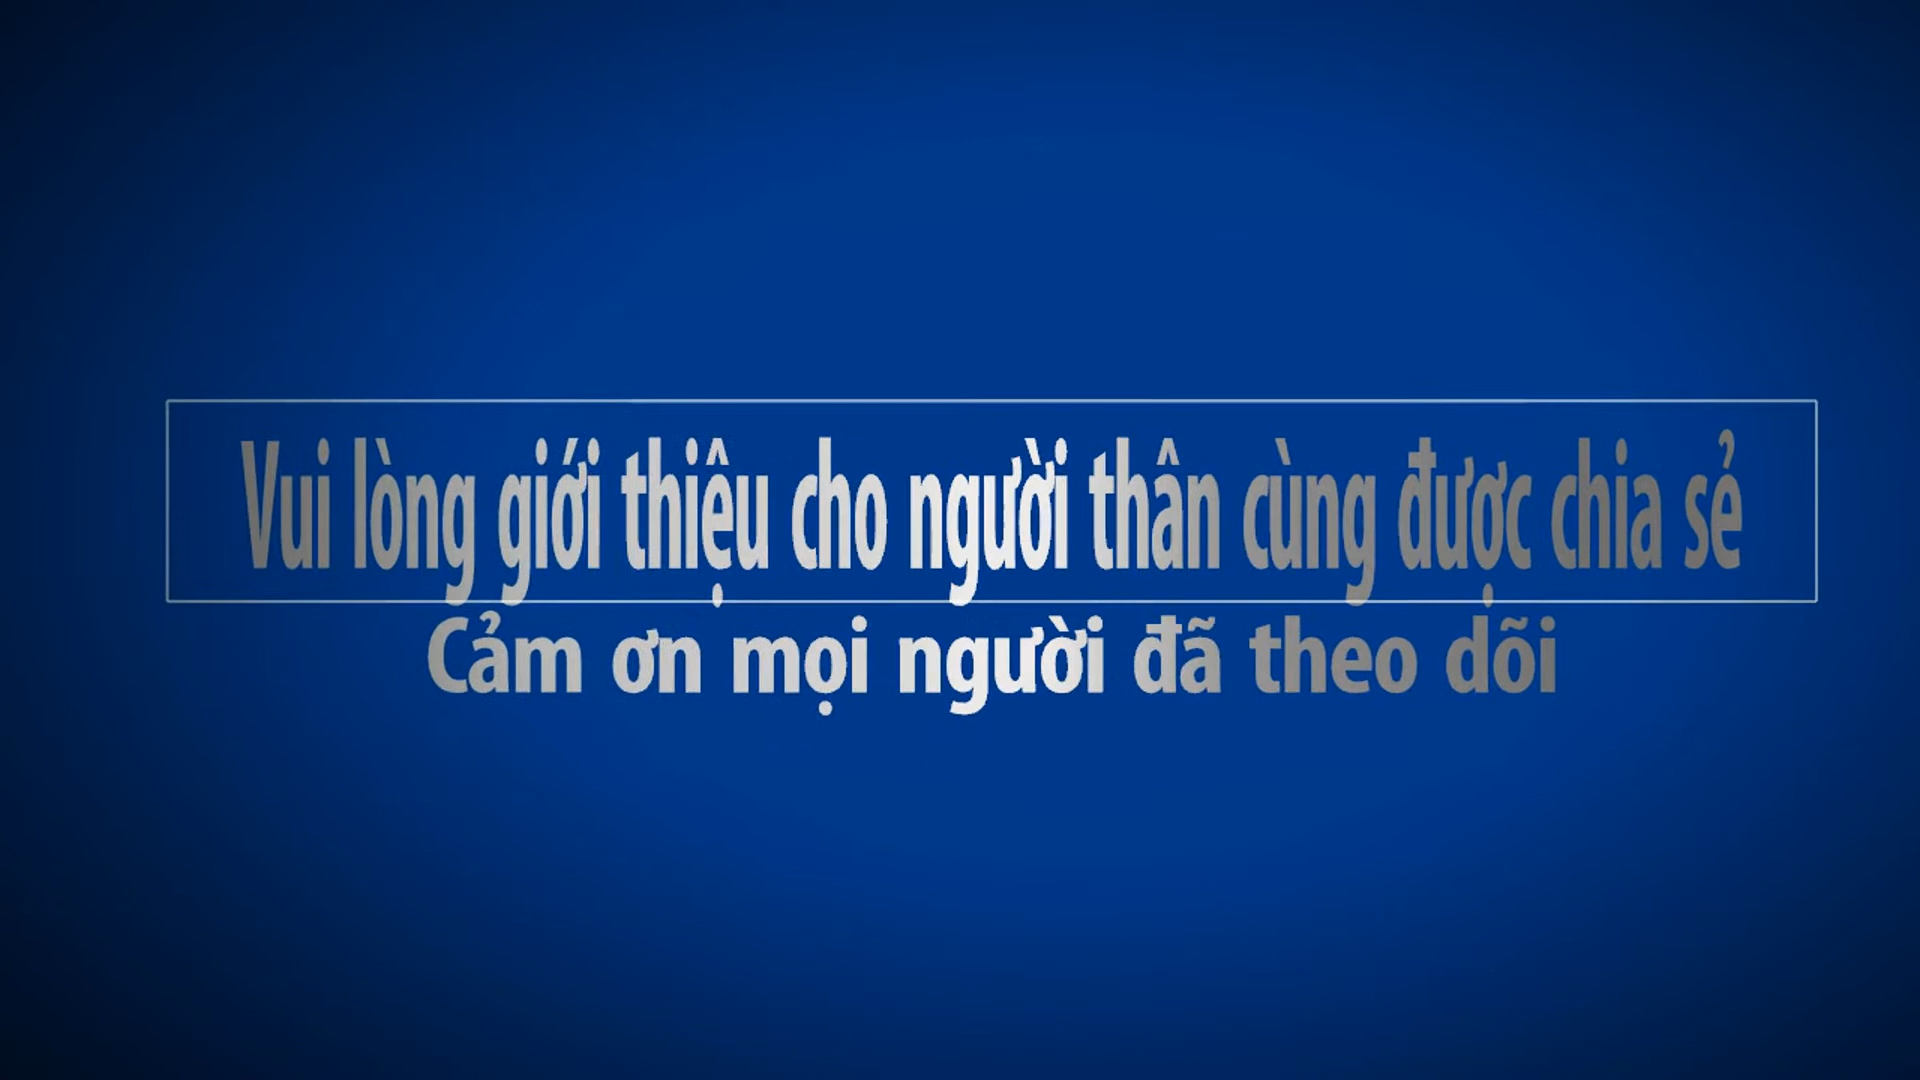 Vui lòng giới thiệu cho người thân cùng được chia sẻ
Cảm ơn mọi người đã theo dõi